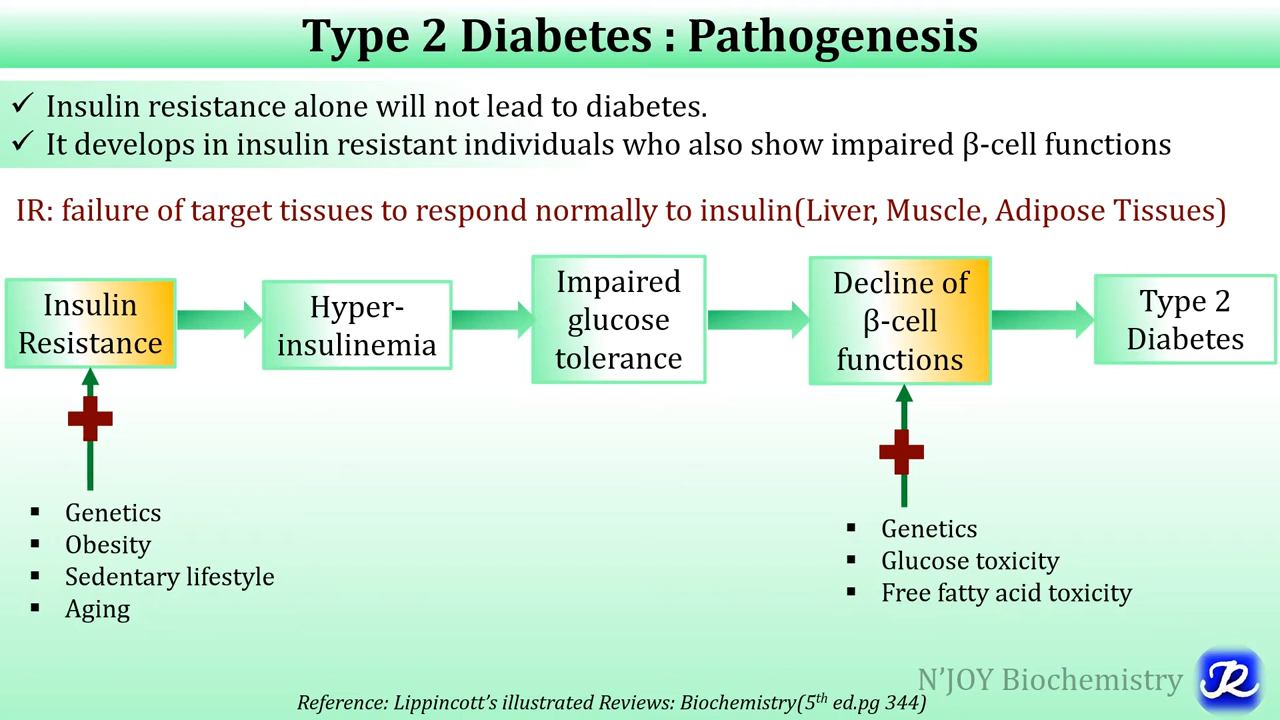 Type 2 Diabetes : Pathogenesis
✓ Insulin resistance alone will not lead to diabetes.
✓ It develops in insulin resistant individuals who also show impaired β-cell functions
IR: failure of target tissues to respond normally to insulin(Liver, Muscle, Adipose Tissues)
Insulin
Resistance
Hyper-
insulinemia
Impaired
glucose
tolerance
Decline of
β-cell
functions
Type 2
Diabetes
▪ Genetics
▪ Obesity
▪ Sedentary lifestyle
▪ Aging
▪ Genetics
▪ Glucose toxicity
▪ Free fatty acid toxicity
N'JOY Biochemistry
Reference: Lippincott's illustrated Reviews: Biochemistry(5th ed.pg 344)